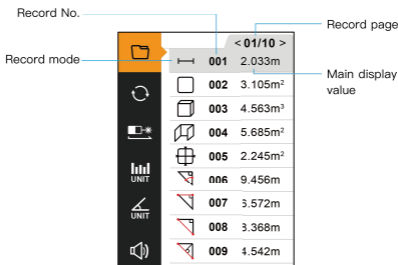 Record No.
Record page
< 01/10 >
Record mode
001 2.033m
Main display value
002 3.105m²
003 4.563m³
004 5.685m²
UNIT
005 2.245m²
006 9.456m
UNIT
007 3.572m
008 3.368m
009 4.542m